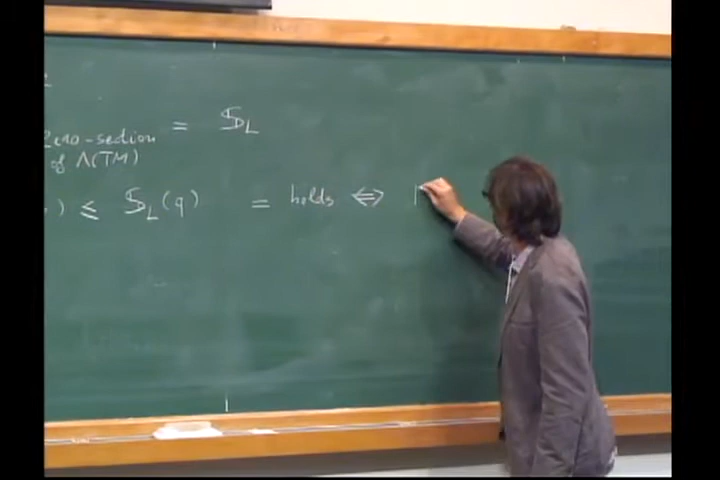 Zero-section = 𝕊_L
of Λ(TM)
) ≤ 𝕊_L(q) = holds ⟺